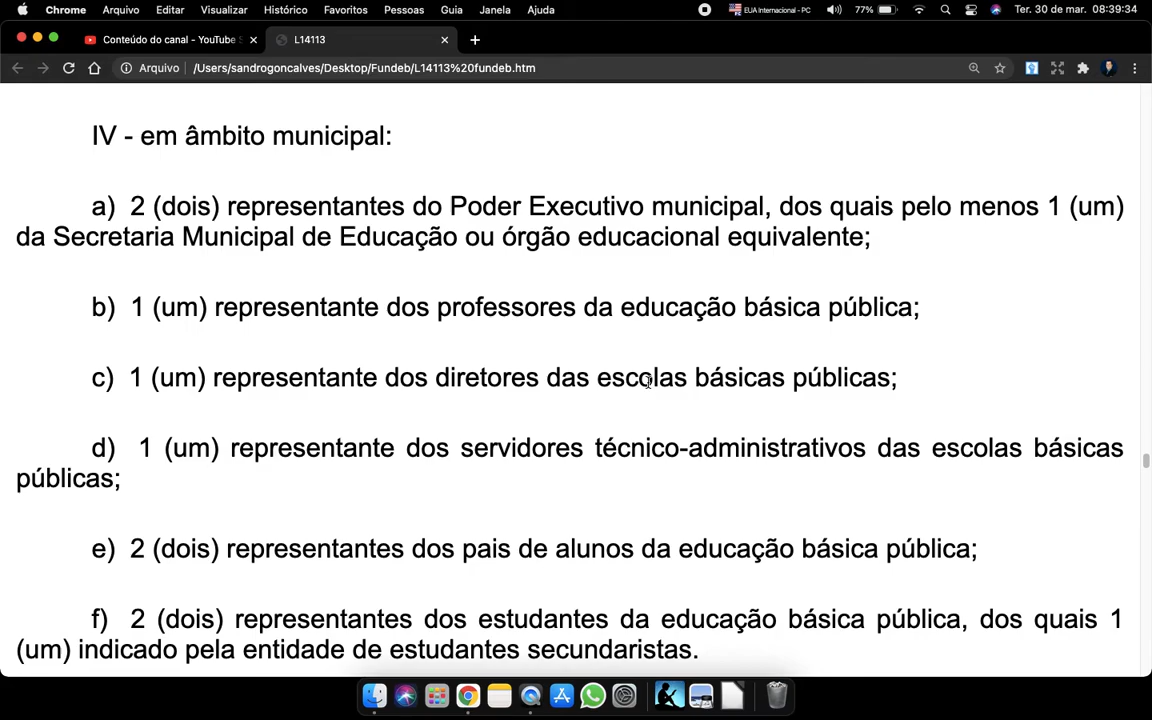 Chrome Arquivo Editar Visualizar Histórico Favoritos Pessoas Guia Janela Ajuda EUA Internacional - PC 77% Ter. 30 de mar. 08:39:34
Conteúdo do canal - YouTube L14113
Arquivo /Users/sandrogoncalves/Desktop/Fundeb/L14113%20fundeb.htm
IV - em âmbito municipal:
a) 2 (dois) representantes do Poder Executivo municipal, dos quais pelo menos 1 (um)
da Secretaria Municipal de Educação ou órgão educacional equivalente;
b) 1 (um) representante dos professores da educação básica pública;
c) 1 (um) representante dos diretores das escolas básicas públicas;
d) 1 (um) representante dos servidores técnico-administrativos das escolas básicas
públicas;
e) 2 (dois) representantes dos pais de alunos da educação básica pública;
f) 2 (dois) representantes dos estudantes da educação básica pública, dos quais 1
(um) indicado pela entidade de estudantes secundaristas.